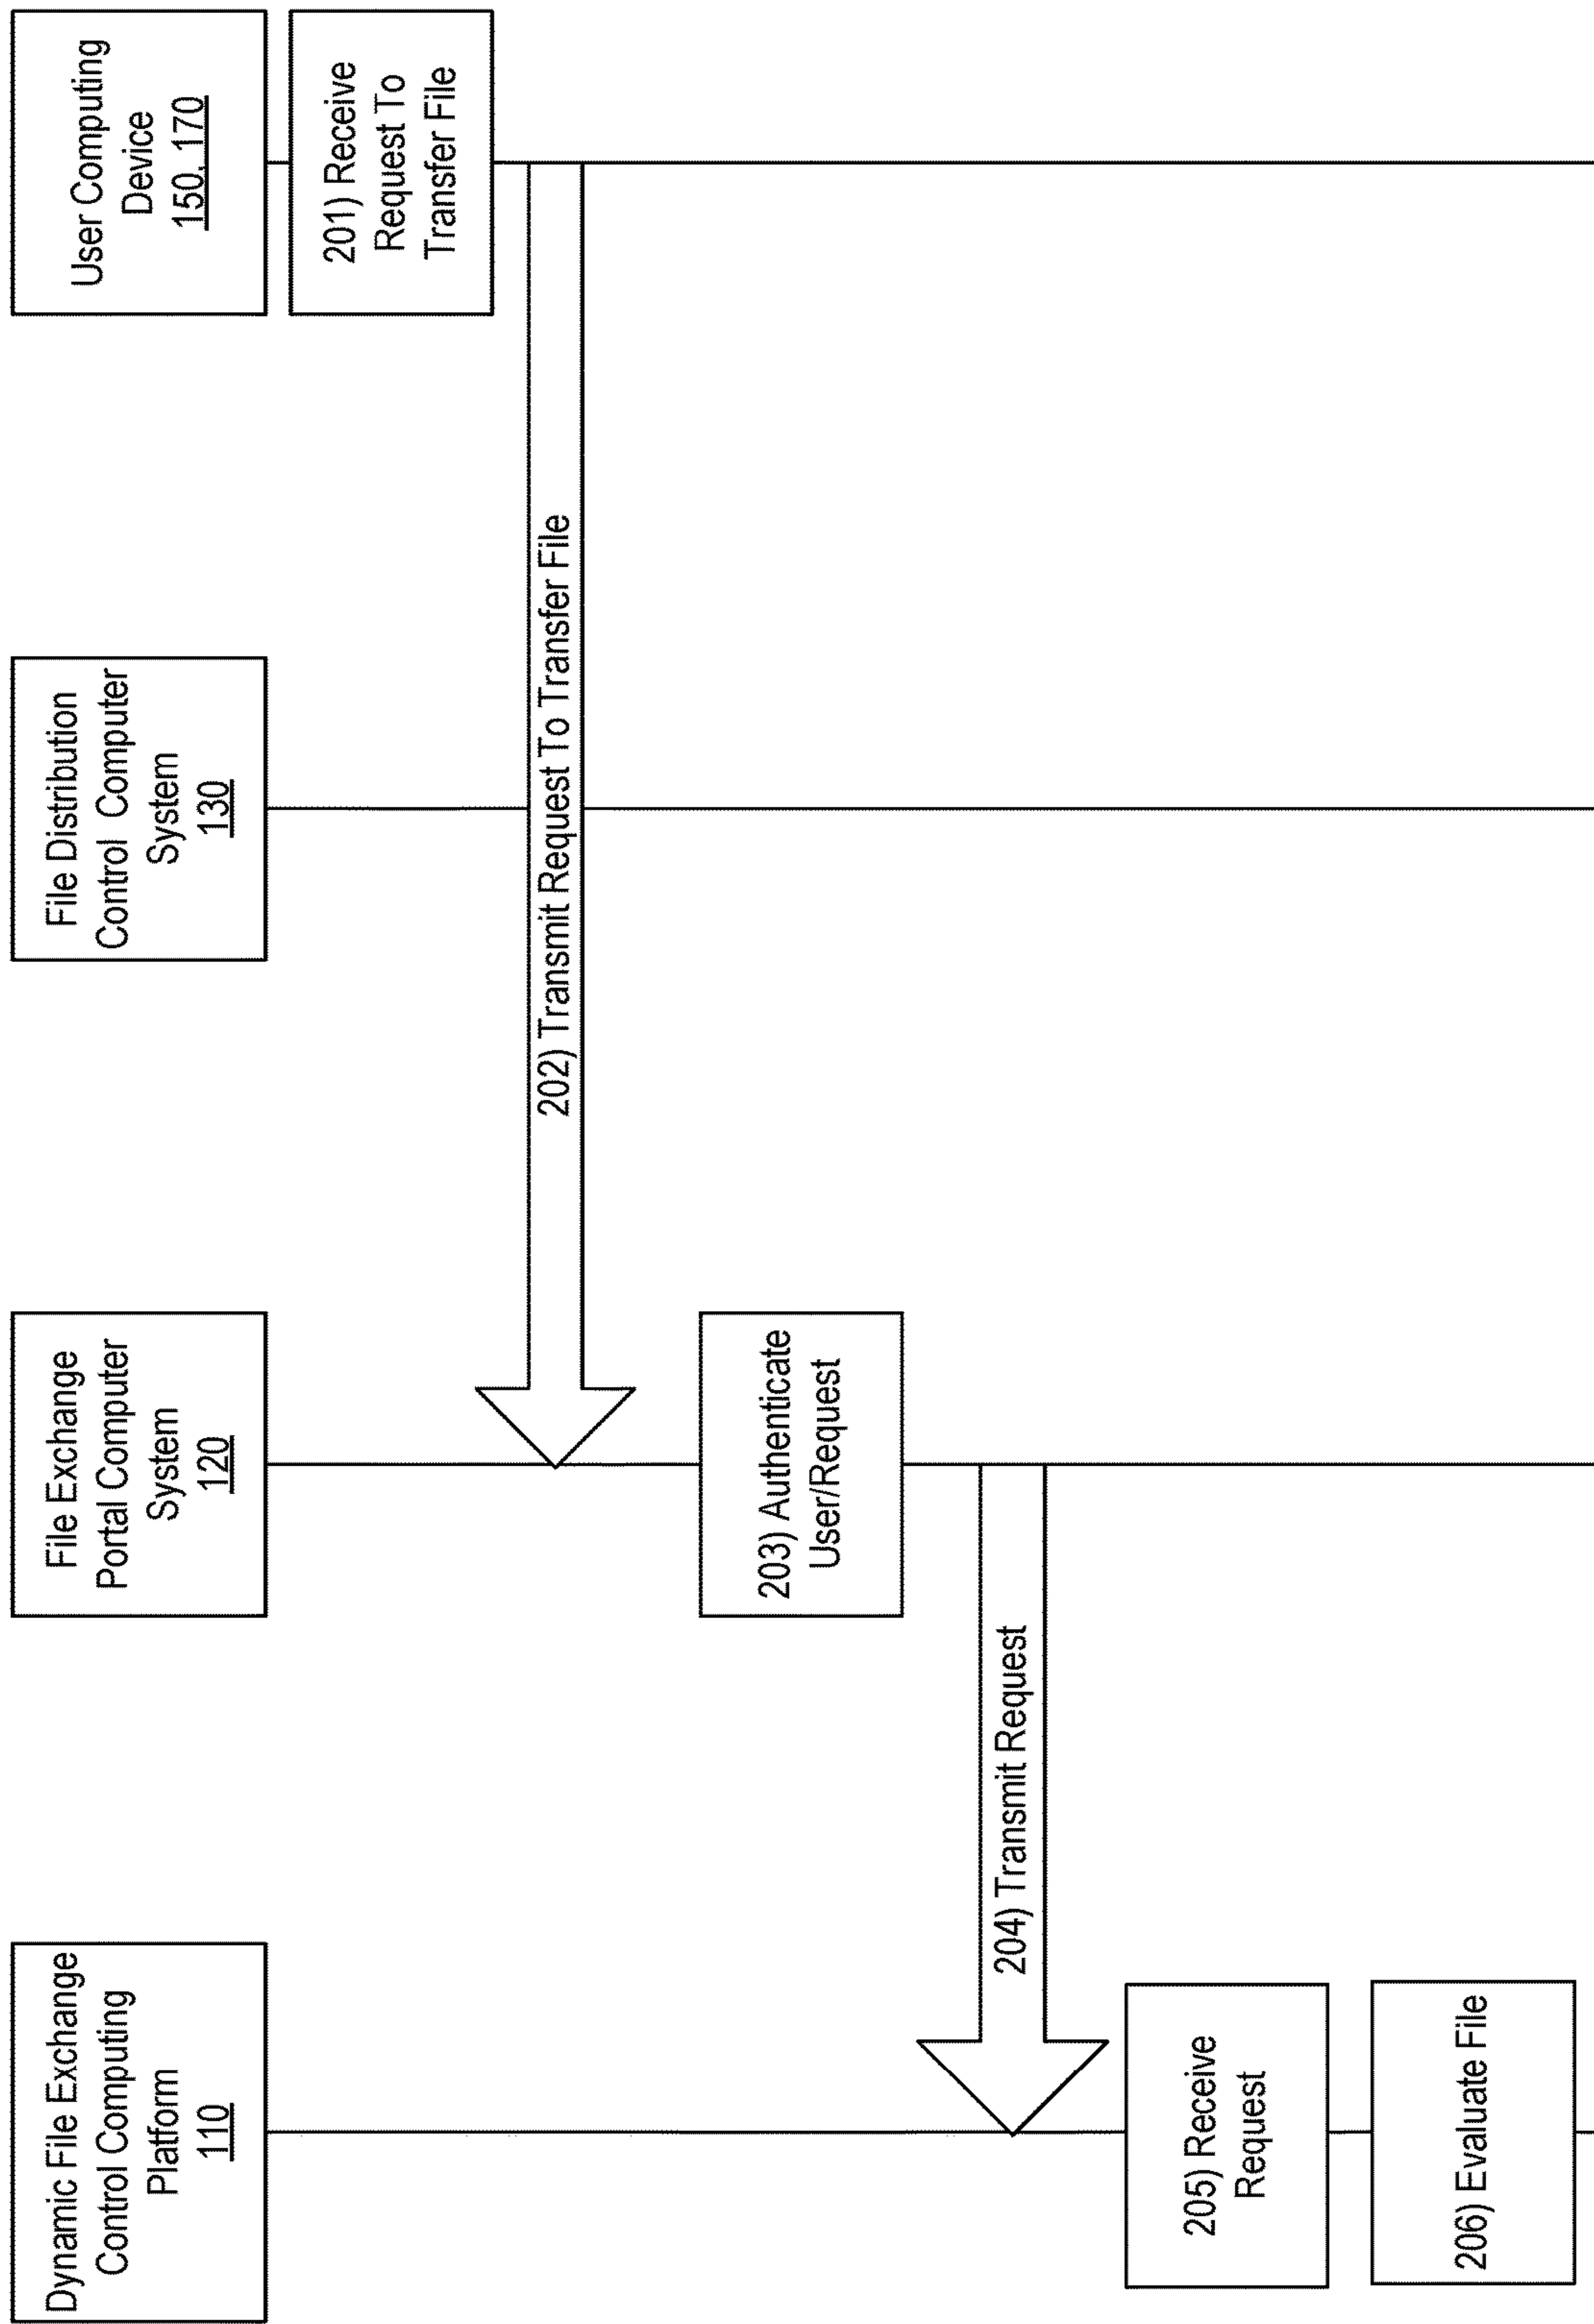 Dynamic File Exchange
Control Computing
Platform
110
File Exchange
Portal Computer
System
120
File Distribution
Control Computer
System
130
User Computing
Device
150, 170
201) Receive
Request To
Transfer File
202) Transmit Request To Transfer File
203) Authenticate
User/Request
204) Transmit Request
205) Receive
Request
206) Evaluate File